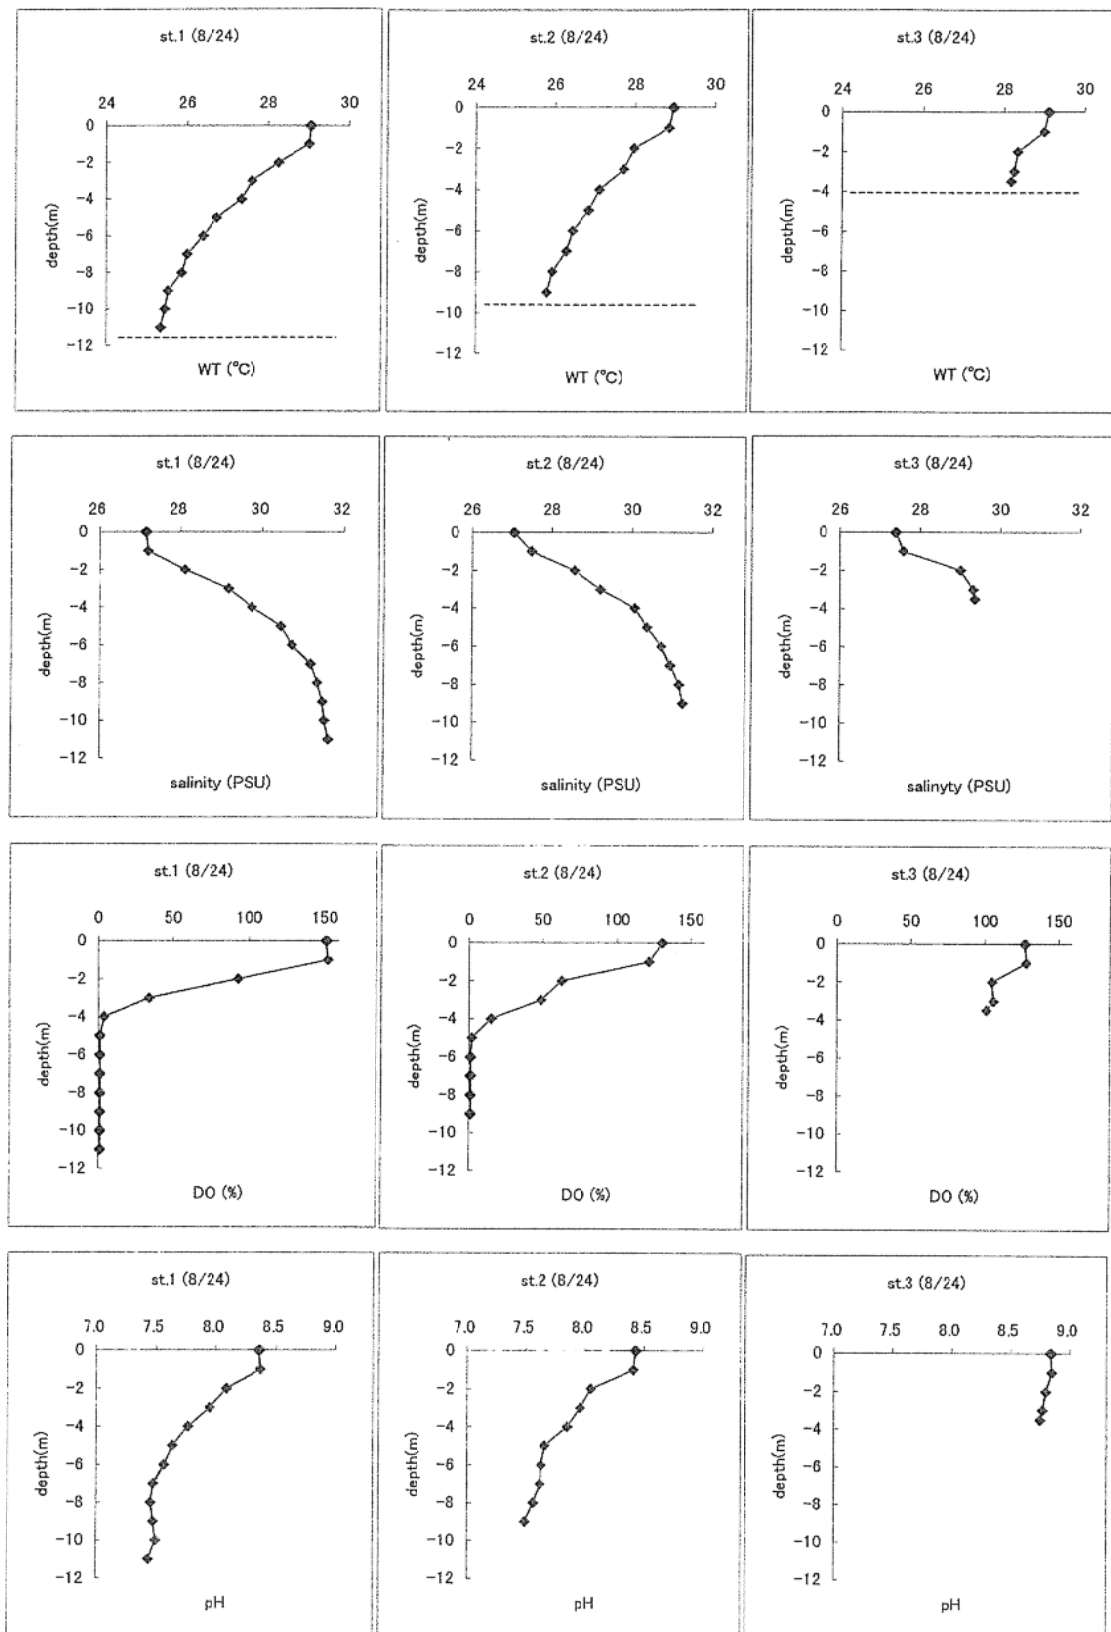 st.1 (8/24)
24 26 28 30
0
-2
-4
-6
-8
-10
-12
depth(m)
WT (°C)
st.2 (8/24)
24 26 28 30
0
-2
-4
-6
-8
-10
-12
depth(m)
WT (°C)
st.3 (8/24)
24 26 28 30
0
-2
-4
-6
-8
-10
-12
depth(m)
WT (°C)
st.1 (8/24)
26 28 30 32
0
-2
-4
-6
-8
-10
-12
depth(m)
salinity (PSU)
st.2 (8/24)
26 28 30 32
0
-2
-4
-6
-8
-10
-12
depth(m)
salinity (PSU)
st.3 (8/24)
26 28 30 32
0
-2
-4
-6
-8
-10
-12
depth(m)
salinyty (PSU)
st.1 (8/24)
0 50 100 150
0
-2
-4
-6
-8
-10
-12
depth(m)
DO (%)
st.2 (8/24)
0 50 100 150
0
-2
-4
-6
-8
-10
-12
depth(m)
DO (%)
st.3 (8/24)
0 50 100 150
0
-2
-4
-6
-8
-10
-12
depth(m)
DO (%)
st.1 (8/24)
7.0 7.5 8.0 8.5 9.0
0
-2
-4
-6
-8
-10
-12
depth(m)
pH
st.2 (8/24)
7.0 7.5 8.0 8.5 9.0
0
-2
-4
-6
-8
-10
-12
depth(m)
pH
st.3 (8/24)
7.0 7.5 8.0 8.5 9.0
0
-2
-4
-6
-8
-10
-12
depth(m)
pH